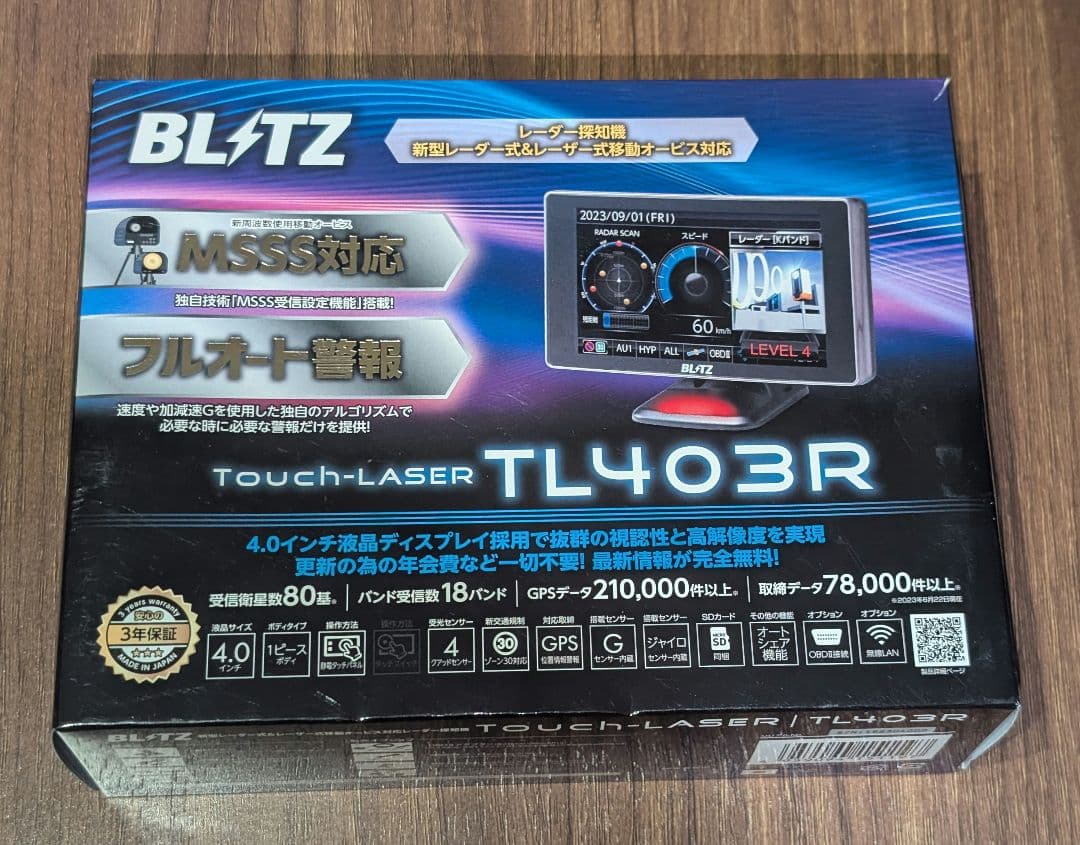 BLITZ
レーダー探知機
新型レーダー式&レーザー式移動オービス対応
新周波数使用移動オービス
MSSS対応
独自技術「MSSS受信設定機能」搭載!
フルオート警報
速度や加減速Gを使用した独自のアルゴリズムで
必要な時に必要な警報だけを提供!
2023/09/01(FRI)
RADAR SCAN
スピード
レーダー[Kバンド]
60 km/h
AU1 HYP ALL OBDⅡ
LEVEL 4
BLITZ
Touch-LASER TL403R
4.0インチ液晶ディスプレイ採用で抜群の視認性と高解像度を実現
更新の為の年会費など一切不要! 最新情報が完全無料!
受信衛星数80基※ バンド受信数18バンド GPSデータ210,000件以上※ 取締データ78,000件以上※
※2023年6月22日現在
3 years warranty
安心の
3年保証
MADE IN JAPAN
液晶サイズ
4.0
インチ
ボディタイプ
1ピース
ボディ
操作方法
静電タッチパネル
操作方法
タッチスイッチ
受光センサー
4
クアッドセンサー
新交通規制
30
ゾーン30対応
対応取締
GPS
位置情報警報
搭載センサー
G
センサー内蔵
搭載センサー
ジャイロ
センサー内蔵
SDカード
micro
SD
同梱
その他の機能
オート
シェア
機能
オプション
OBDⅡ接続
オプション
無線LAN
製品詳細ページ
BLITZ
Touch-LASER / TL403R